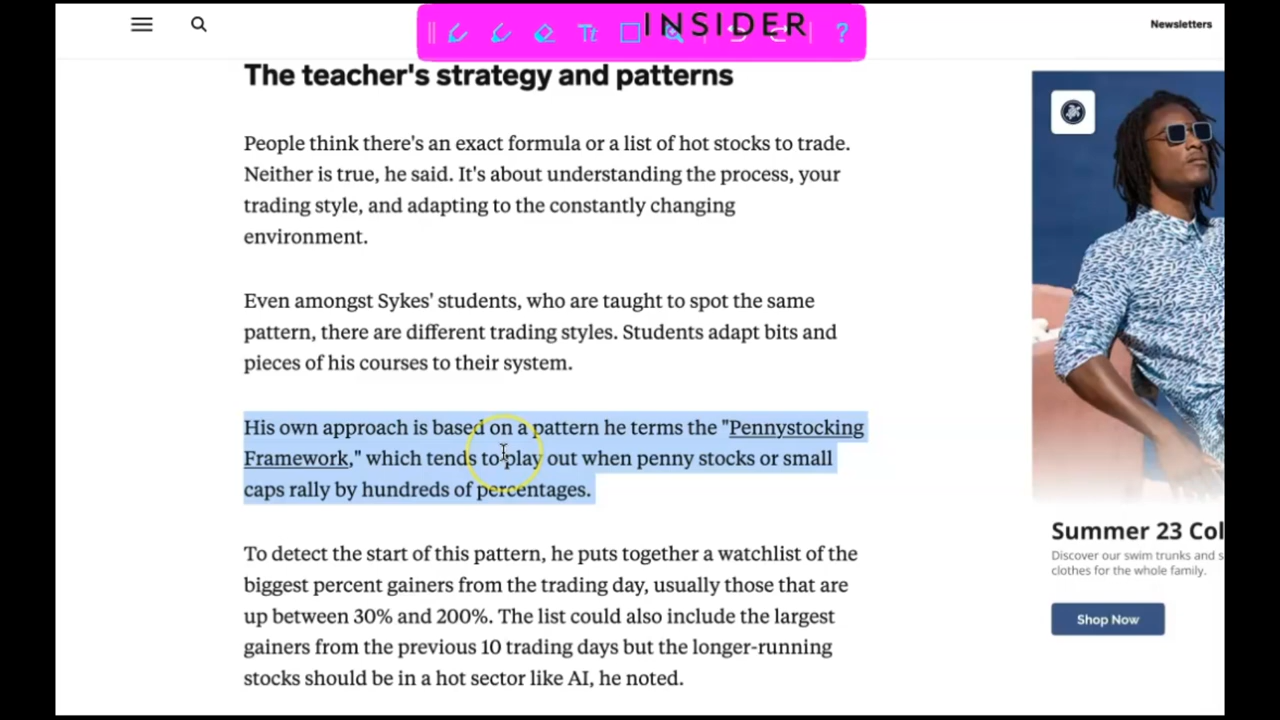 INSIDER
Tt
?
Newsletters
The teacher's strategy and patterns
People think there's an exact formula or a list of hot stocks to trade.
Neither is true, he said. It's about understanding the process, your
trading style, and adapting to the constantly changing
environment.
Even amongst Sykes' students, who are taught to spot the same
pattern, there are different trading styles. Students adapt bits and
pieces of his courses to their system.
His own approach is based on a pattern he terms the "Pennystocking
Framework," which tends to play out when penny stocks or small
caps rally by hundreds of percentages.
To detect the start of this pattern, he puts together a watchlist of the
biggest percent gainers from the trading day, usually those that are
up between 30% and 200%. The list could also include the largest
gainers from the previous 10 trading days but the longer-running
stocks should be in a hot sector like AI, he noted.
Summer 23 Col
Discover our swim trunks and s
clothes for the whole family.
Shop Now